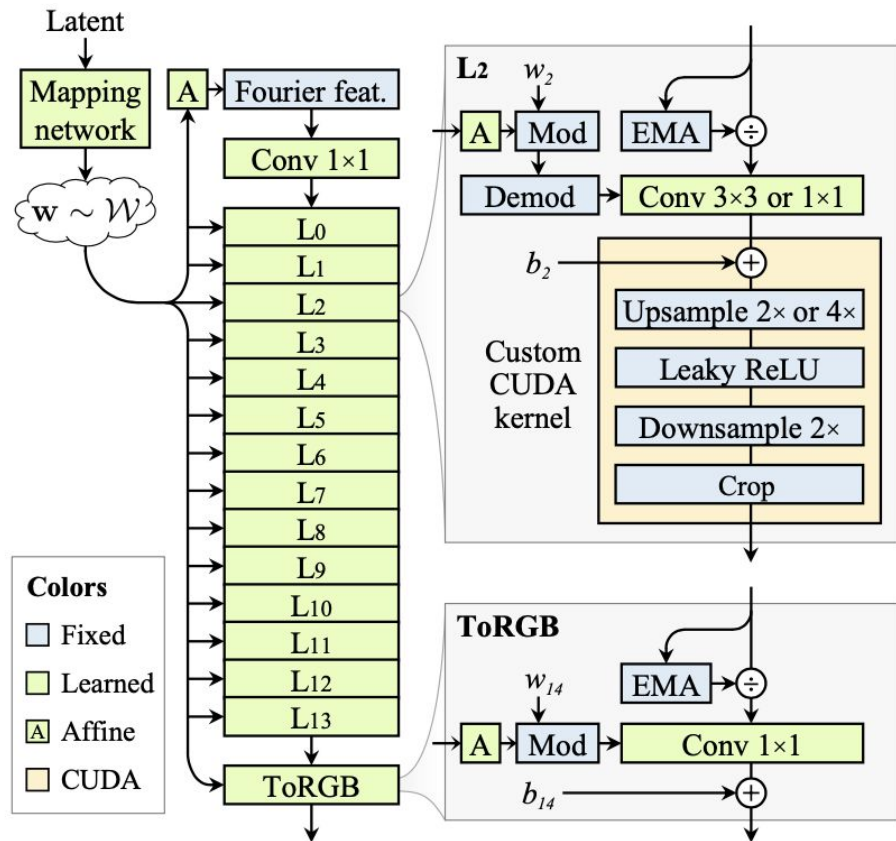 Latent
Mapping
network
w ∼ W
A
Fourier feat.
Conv 1×1
L0
L1
L2
L3
L4
L5
L6
L7
L8
L9
L10
L11
L12
L13
ToRGB
Colors
Fixed
Learned
A Affine
CUDA
L2
w2
A
Mod
EMA
÷
Demod
Conv 3×3 or 1×1
b2
+
Upsample 2× or 4×
Leaky ReLU
Downsample 2×
Crop
Custom
CUDA
kernel
ToRGB
EMA
÷
w14
A
Mod
Conv 1×1
b14
+